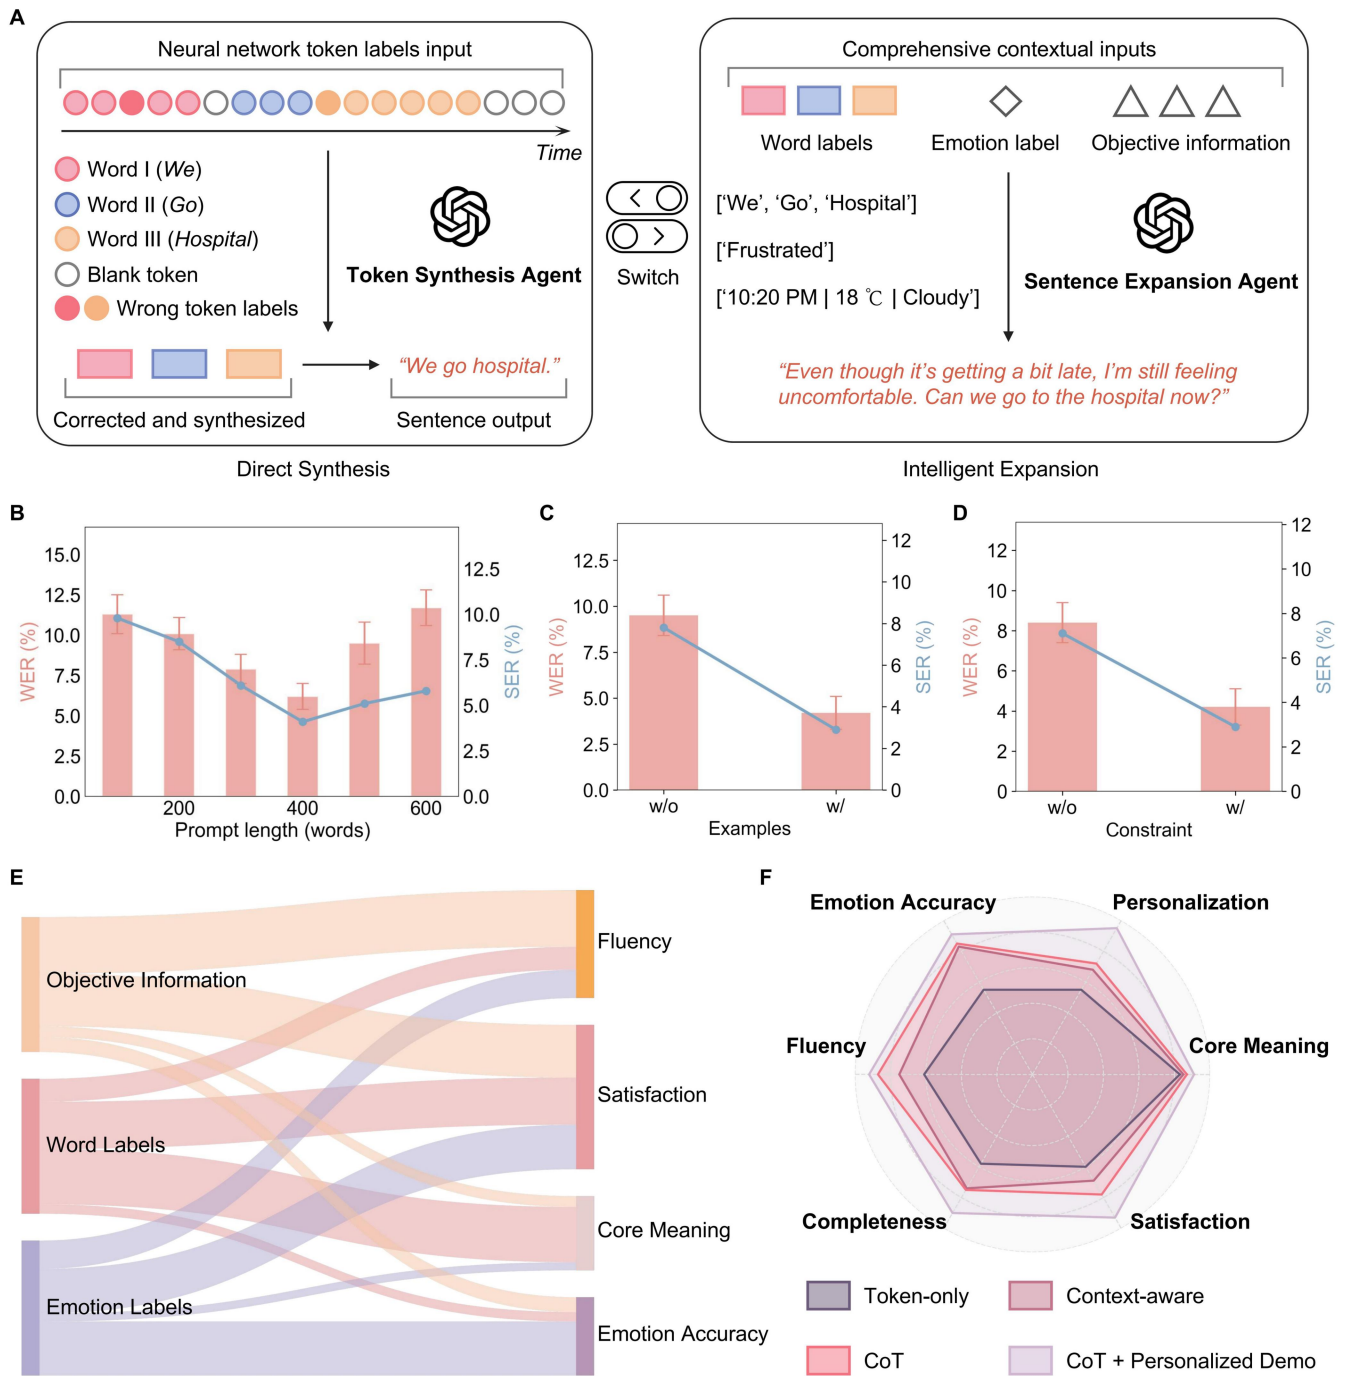 A
Neural network token labels input
Time
Word I (We)
Word II (Go)
Word III (Hospital)
Blank token
Wrong token labels
Token Synthesis Agent
Corrected and synthesized
“We go hospital.”
Sentence output
Direct Synthesis
Switch
Comprehensive contextual inputs
Word labels
Emotion label
Objective information
[‘We’, ‘Go’, ‘Hospital’]
[‘Frustrated’]
[‘10:20 PM | 18 ℃ | Cloudy’]
Sentence Expansion Agent
“Even though it’s getting a bit late, I’m still feeling
uncomfortable. Can we go to the hospital now?”
Intelligent Expansion
B
WER (%)
15.0
12.5
10.0
7.5
5.0
2.5
0.0
200
400
600
Prompt length (words)
12.5
10.0
7.5
5.0
2.5
0.0
SER (%)
C
WER (%)
12.5
10.0
7.5
5.0
2.5
0.0
w/o
w/
Examples
12
10
8
6
4
2
0
SER (%)
D
WER (%)
12
10
8
6
4
2
0
w/o
w/
Constraint
12
10
8
6
4
2
0
SER (%)
E
Objective Information
Word Labels
Emotion Labels
Fluency
Satisfaction
Core Meaning
Emotion Accuracy
F
Emotion Accuracy
Personalization
Fluency
Core Meaning
Completeness
Satisfaction
Token-only
Context-aware
CoT
CoT + Personalized Demo